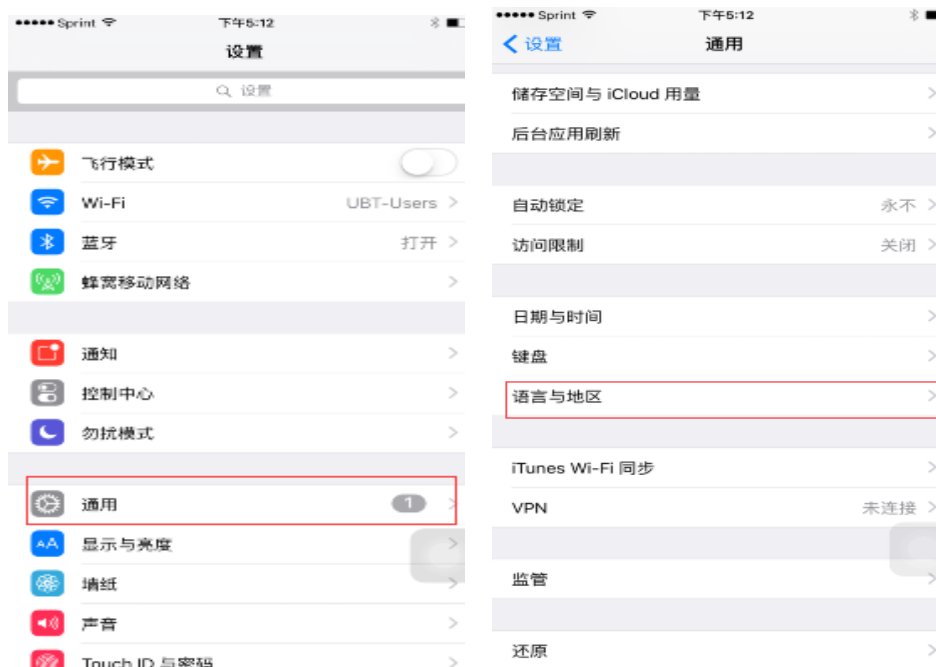 Sprint 下午5:12
设置
设置
飞行模式
Wi-Fi UBT-Users
蓝牙 打开
蜂窝移动网络
通知
控制中心
勿扰模式
通用 1
AA 显示与亮度
墙纸
声音
Touch ID 与密码
Sprint 下午5:12
设置 通用
储存空间与 iCloud 用量
后台应用刷新
自动锁定 永不
访问限制 关闭
日期与时间
键盘
语言与地区
iTunes Wi-Fi 同步
VPN 未连接
监管
还原